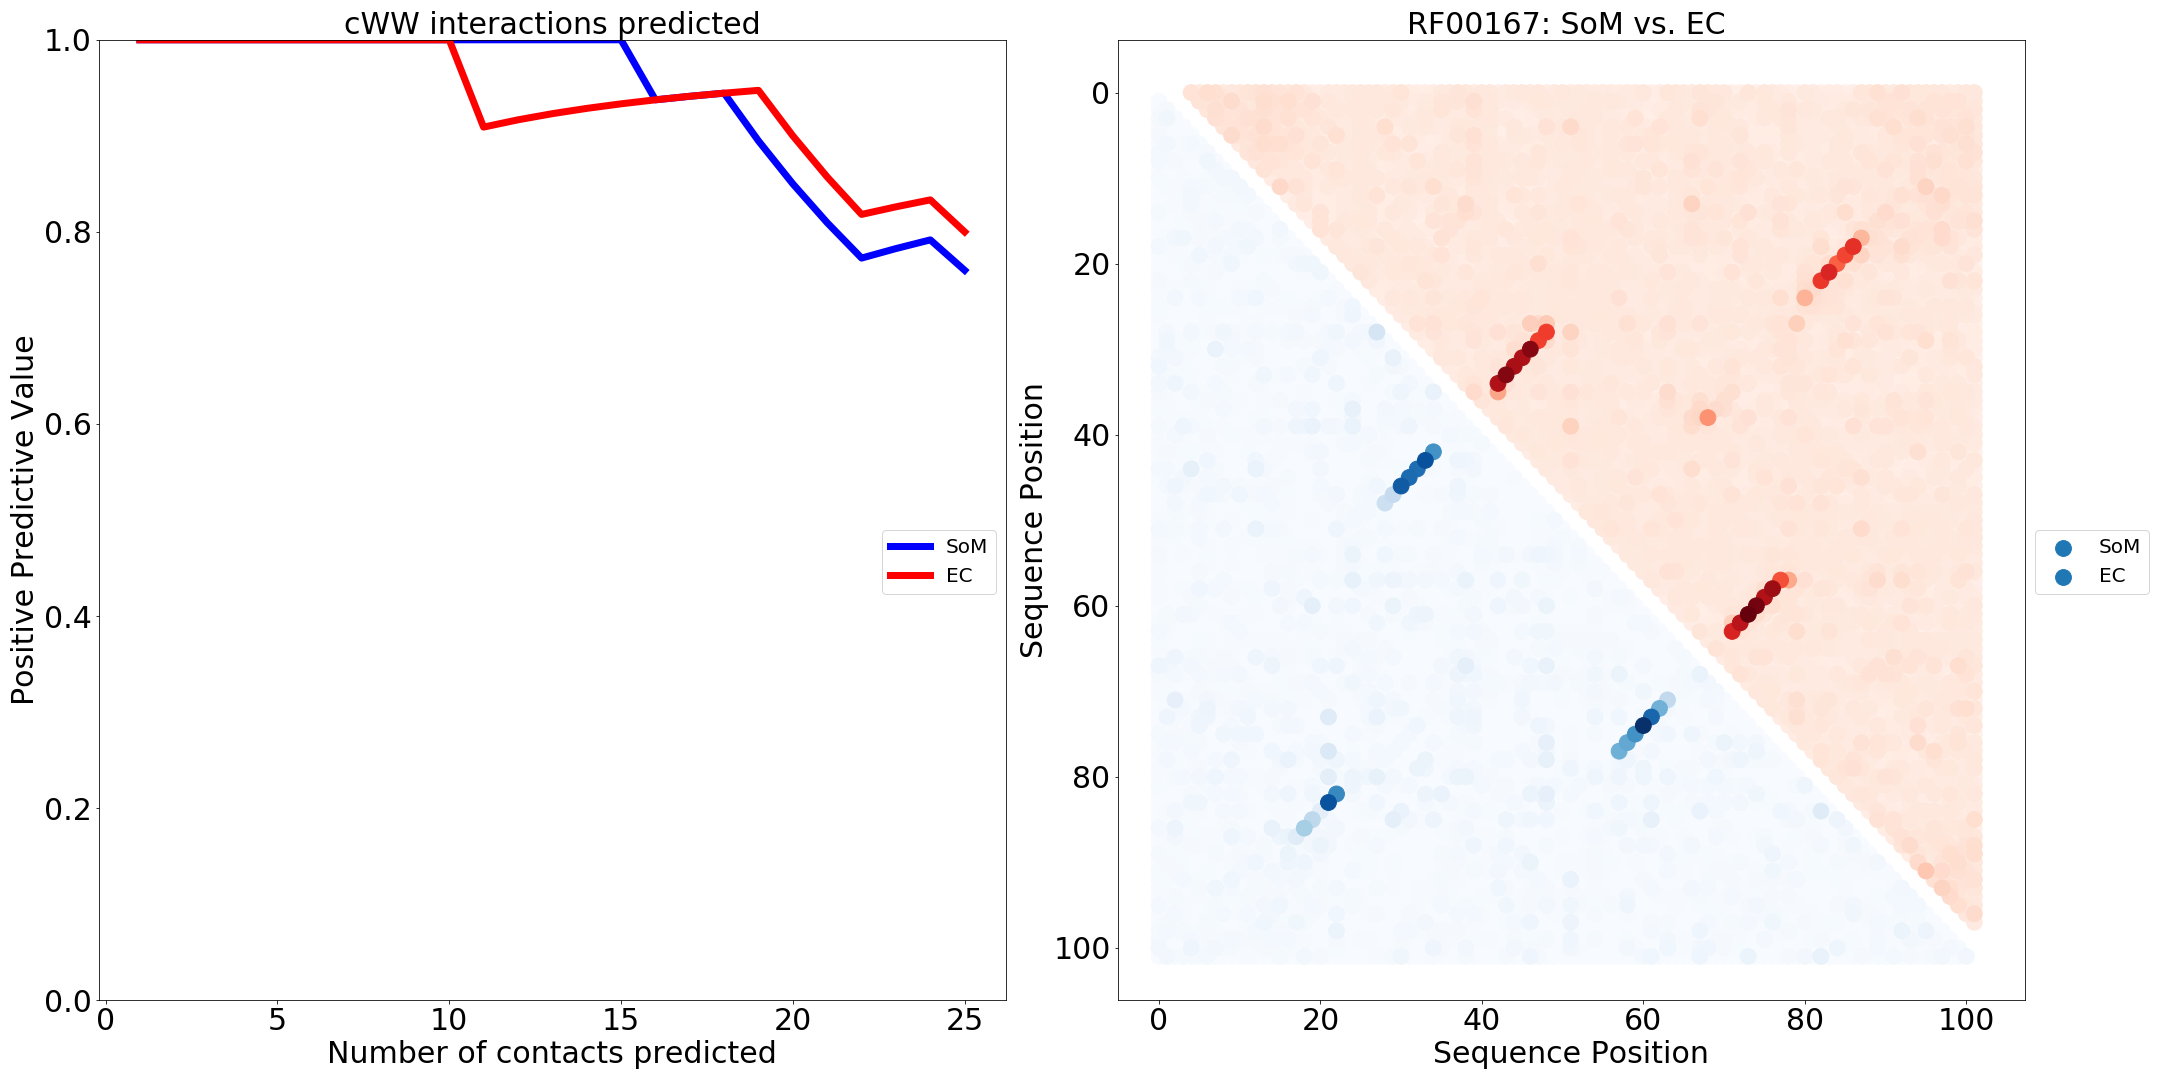 cWW interactions predicted
1.0
0.8
0.6
0.4
0.2
0.0
Positive Predictive Value
0 5 10 15 20 25
Number of contacts predicted
SoM
EC
RF00167: SoM vs. EC
0
20
40
60
80
100
Sequence Position
0 20 40 60 80 100
Sequence Position
SoM
EC